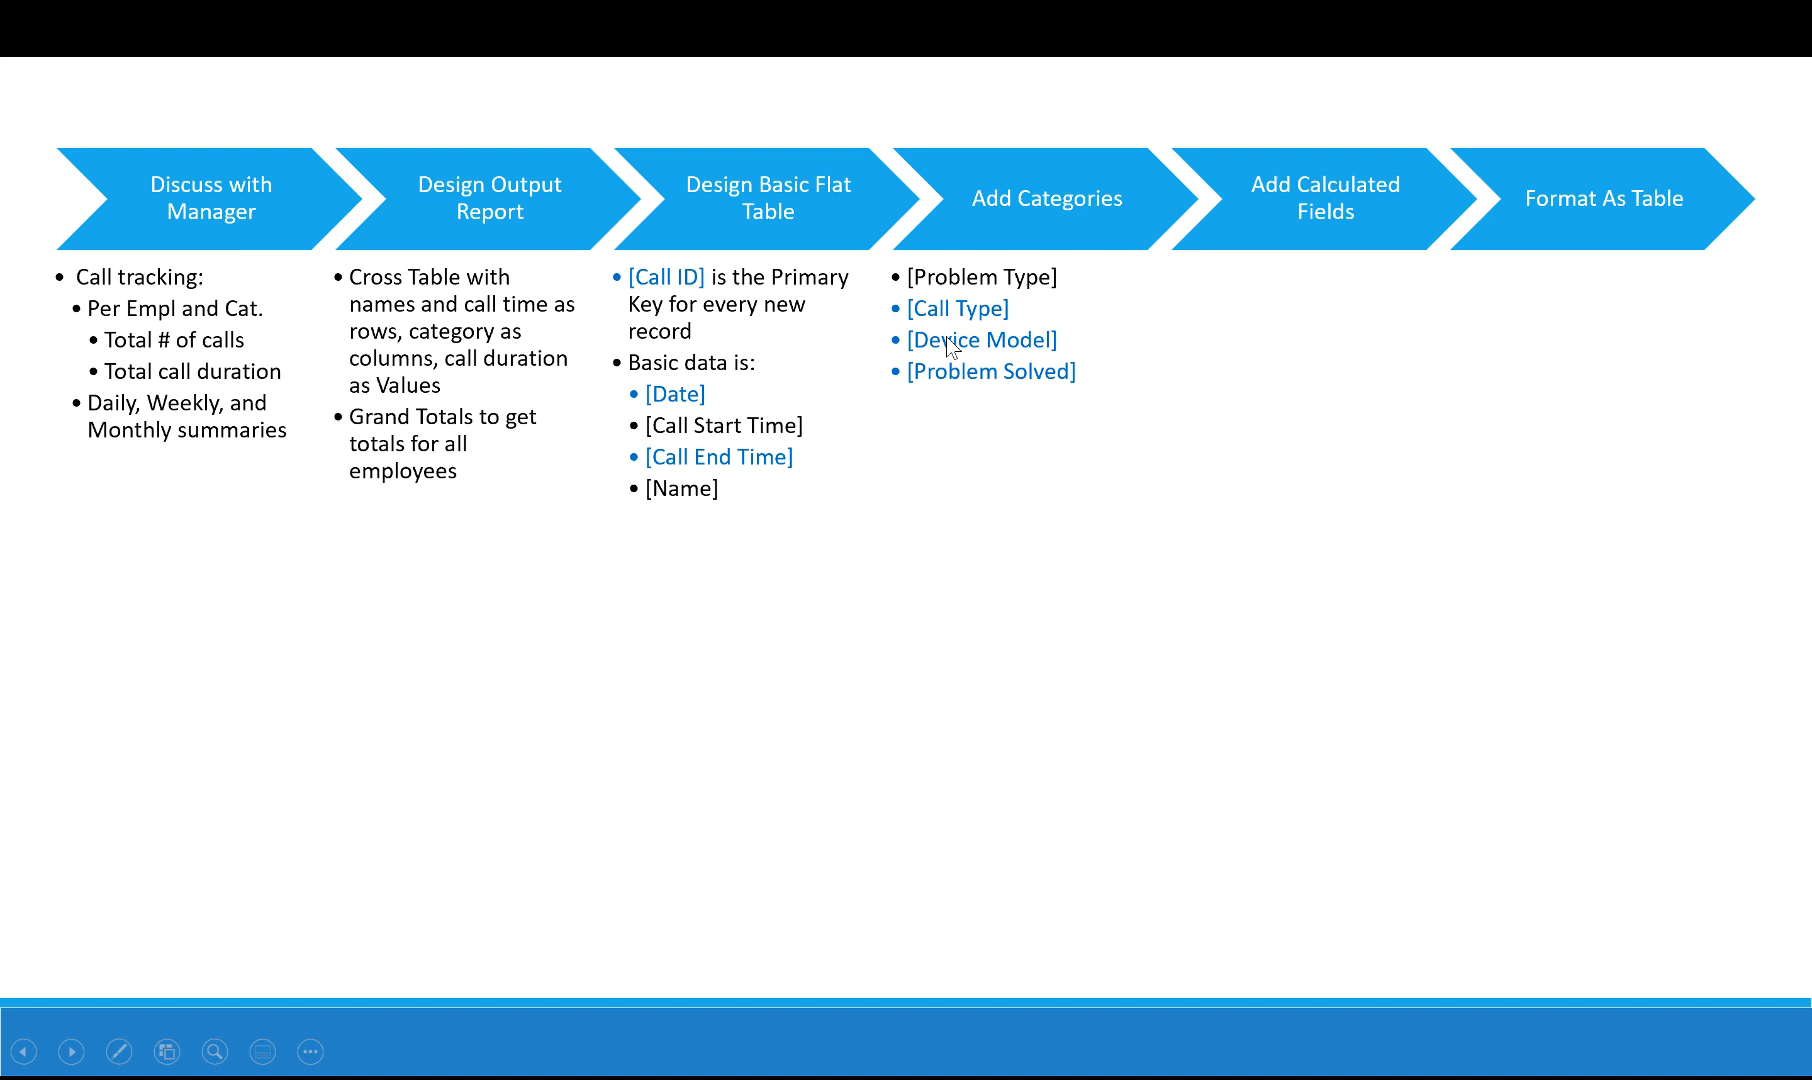 Discuss with
Manager
Design Output
Report
Design Basic Flat
Table
Add Categories
Add Calculated
Fields
Format As Table
• Call tracking:
• Per Empl and Cat.
• Total # of calls
• Total call duration
• Daily, Weekly, and
Monthly summaries
• Cross Table with
names and call time as
rows, category as
columns, call duration
as Values
• Grand Totals to get
totals for all
employees
• [Call ID] is the Primary
Key for every new
record
• Basic data is:
• [Date]
• [Call Start Time]
• [Call End Time]
• [Name]
• [Problem Type]
• [Call Type]
• [Device Model]
• [Problem Solved]